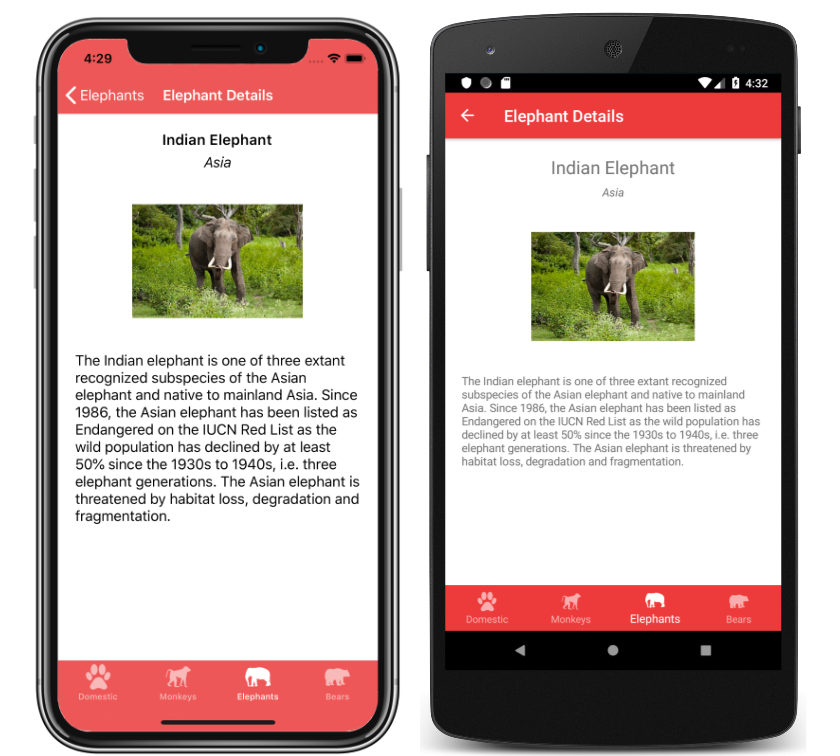 4:29
Elephants
Elephant Details
Indian Elephant
Asia
The Indian elephant is one of three extant
recognized subspecies of the Asian
elephant and native to mainland Asia. Since
1986, the Asian elephant has been listed as
Endangered on the IUCN Red List as the
wild population has declined by at least
50% since the 1930s to 1940s, i.e. three
elephant generations. The Asian elephant is
threatened by habitat loss, degradation and
fragmentation.
Domestic
Monkeys
Elephants
Bears
4:32
Elephant Details
Indian Elephant
Asia
The Indian elephant is one of three extant recognized
subspecies of the Asian elephant and native to mainland
Asia. Since 1986, the Asian elephant has been listed as
Endangered on the IUCN Red List as the wild population has
declined by at least 50% since the 1930s to 1940s, i.e. three
elephant generations. The Asian elephant is threatened by
habitat loss, degradation and fragmentation.
Domestic
Monkeys
Elephants
Bears